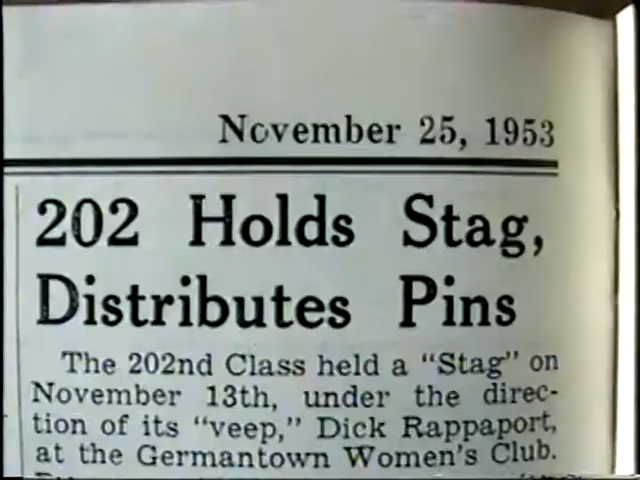 November 25, 1953
202 Holds Stag,
Distributes Pins
The 202nd Class held a "Stag" on
November 13th, under the direc-
tion of its "veep," Dick Rappaport,
at the Germantown Women's Club.